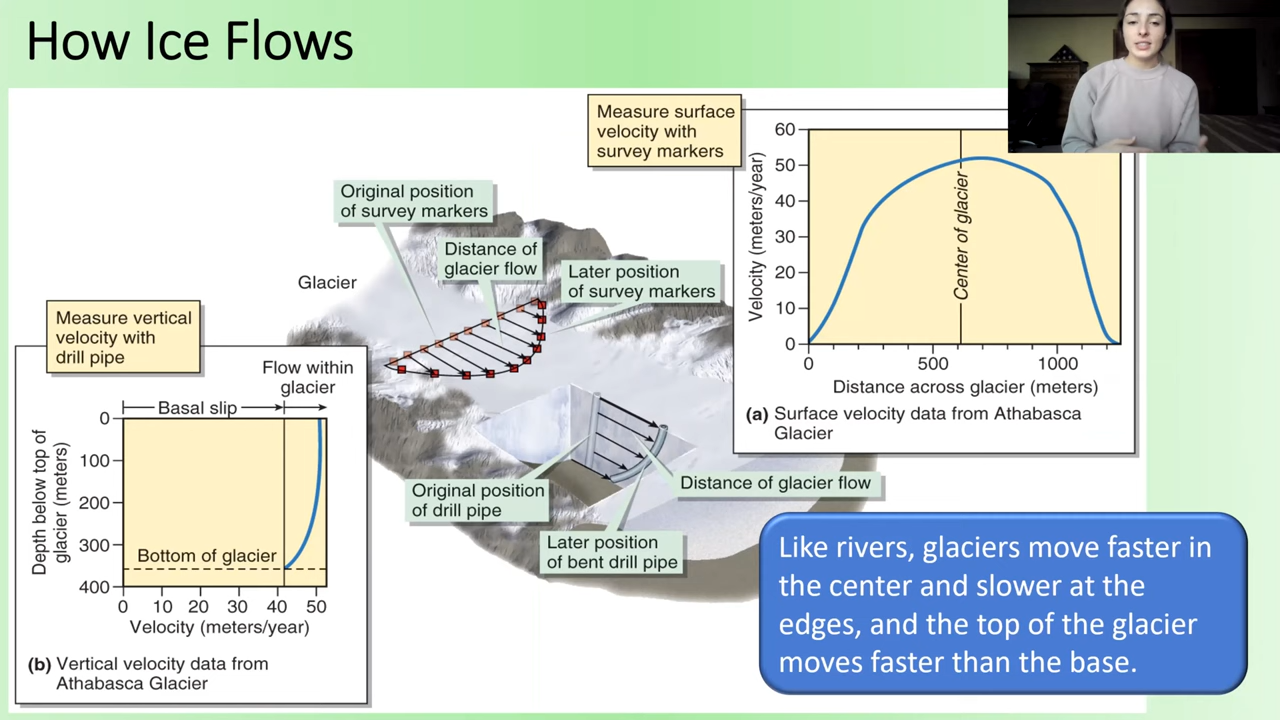 How Ice Flows
Measure surface
velocity with
survey markers
60
50
40
30
20
10
0
Velocity (meters/year)
Center of glacier
0
500
1000
Distance across glacier (meters)
(a) Surface velocity data from Athabasca
Glacier
Original position
of survey markers
Distance of
glacier flow
Later position
of survey markers
Glacier
Measure vertical
velocity with
drill pipe
Flow within
glacier
Basal slip
0
100
200
300
400
Depth below top of
glacier (meters)
Bottom of glacier
0 10 20 30 40 50
Velocity (meters/year)
(b) Vertical velocity data from
Athabasca Glacier
Original position
of drill pipe
Distance of glacier flow
Later position
of bent drill pipe
Like rivers, glaciers move faster in
the center and slower at the
edges, and the top of the glacier
moves faster than the base.